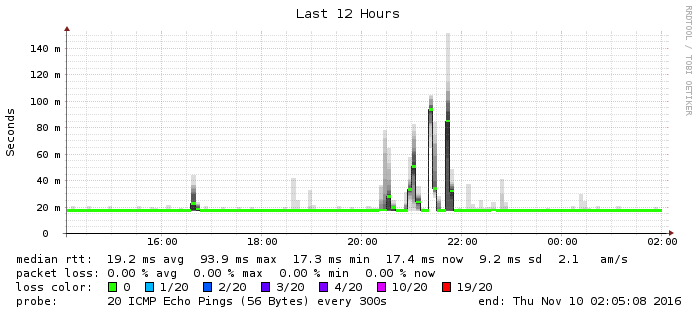 Last 12 Hours
RRDTOOL / TOBI OETIKER
Seconds
140 m
120 m
100 m
80 m
60 m
40 m
20 m
0
16:00 18:00 20:00 22:00 00:00 02:00
median rtt: 19.2 ms avg 93.9 ms max 17.3 ms min 17.4 ms now 9.2 ms sd 2.1 am/s
packet loss: 0.00 % avg 0.00 % max 0.00 % min 0.00 % now
loss color: 0 1/20 2/20 3/20 4/20 10/20 19/20
probe: 20 ICMP Echo Pings (56 Bytes) every 300s end: Thu Nov 10 02:05:08 2016